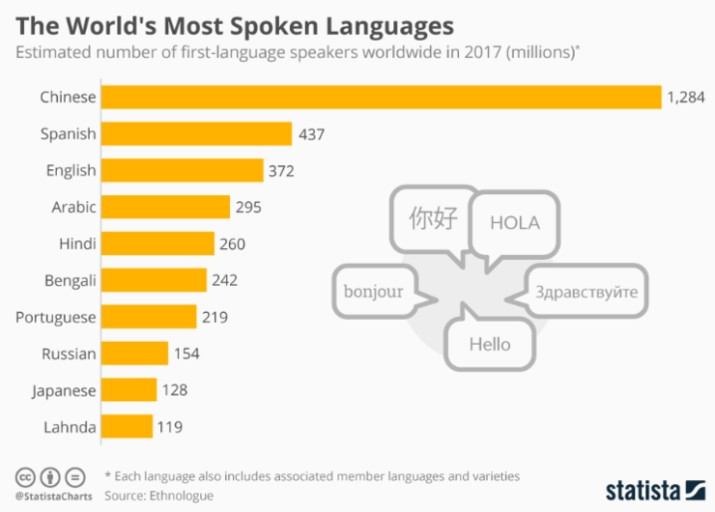 The World's Most Spoken Languages
Estimated number of first-language speakers worldwide in 2017 (millions)*
Chinese 1,284
Spanish 437
English 372
Arabic 295
Hindi 260
Bengali 242
Portuguese 219
Russian 154
Japanese 128
Lahnda 119
你好
HOLA
bonjour
Здравствуйте
Hello
cc
* Each language also includes associated member languages and varieties
@StatistaCharts Source: Ethnologue
statista